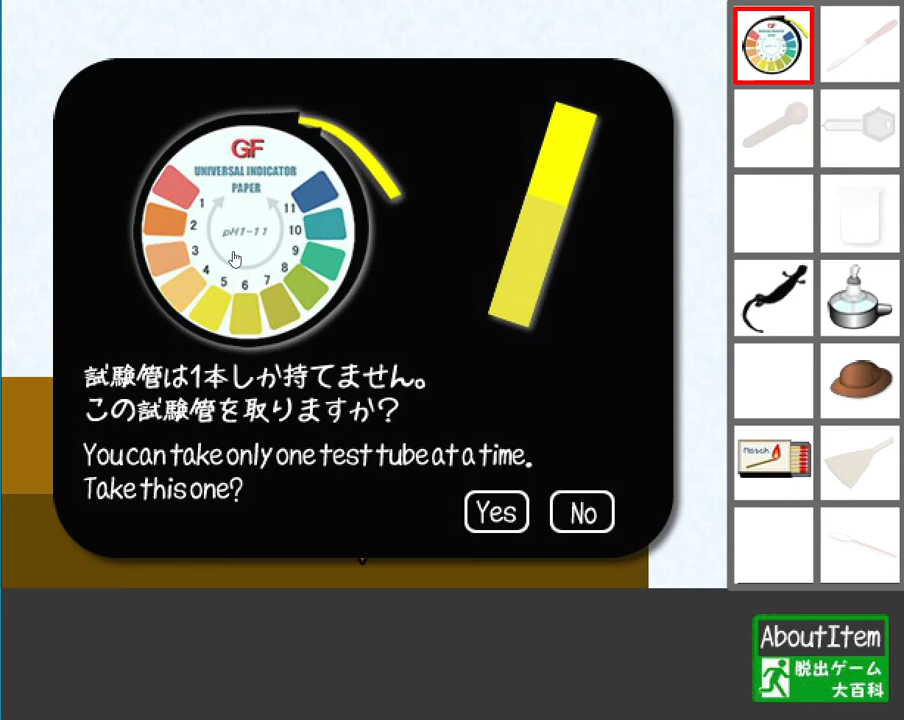 GF
UNIVERSAL INDICATOR
PAPER
1
11
2
10
3
9
4
8
5
6
7
pH1-11
試験管は1本しか持てません。
この試験管を取りますか?
You can take only one test tube at a time.
Take this one?
Yes
No
Match
AboutItem
脱出ゲーム
大百科